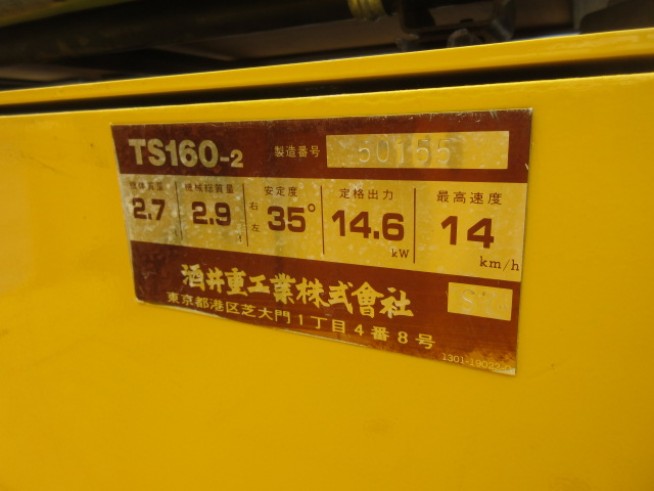 TS160-2 製造番号 50155
機体質量 機械総質量 安定度 定格出力 最高速度
2.7 2.9 t 右左 35° 14.6 kW 14 km/h
酒井重工業株式會社
東京都港区芝大門1丁目4番8号